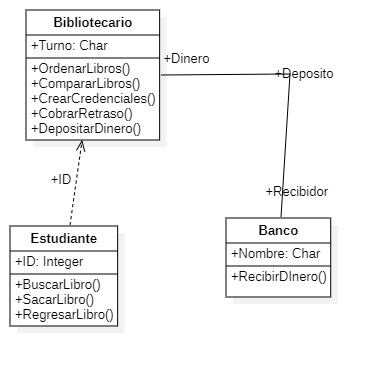 Bibliotecario
+Turno: Char
+OrdenarLibros()
+CompararLibros()
+CrearCredenciales()
+CobrarRetraso()
+DepositarDinero()
+Dinero
+Deposito
+ID
+Recibidor
Estudiante
+ID: Integer
+BuscarLibro()
+SacarLibro()
+RegresarLibro()
Banco
+Nombre: Char
+RecibirDInero()